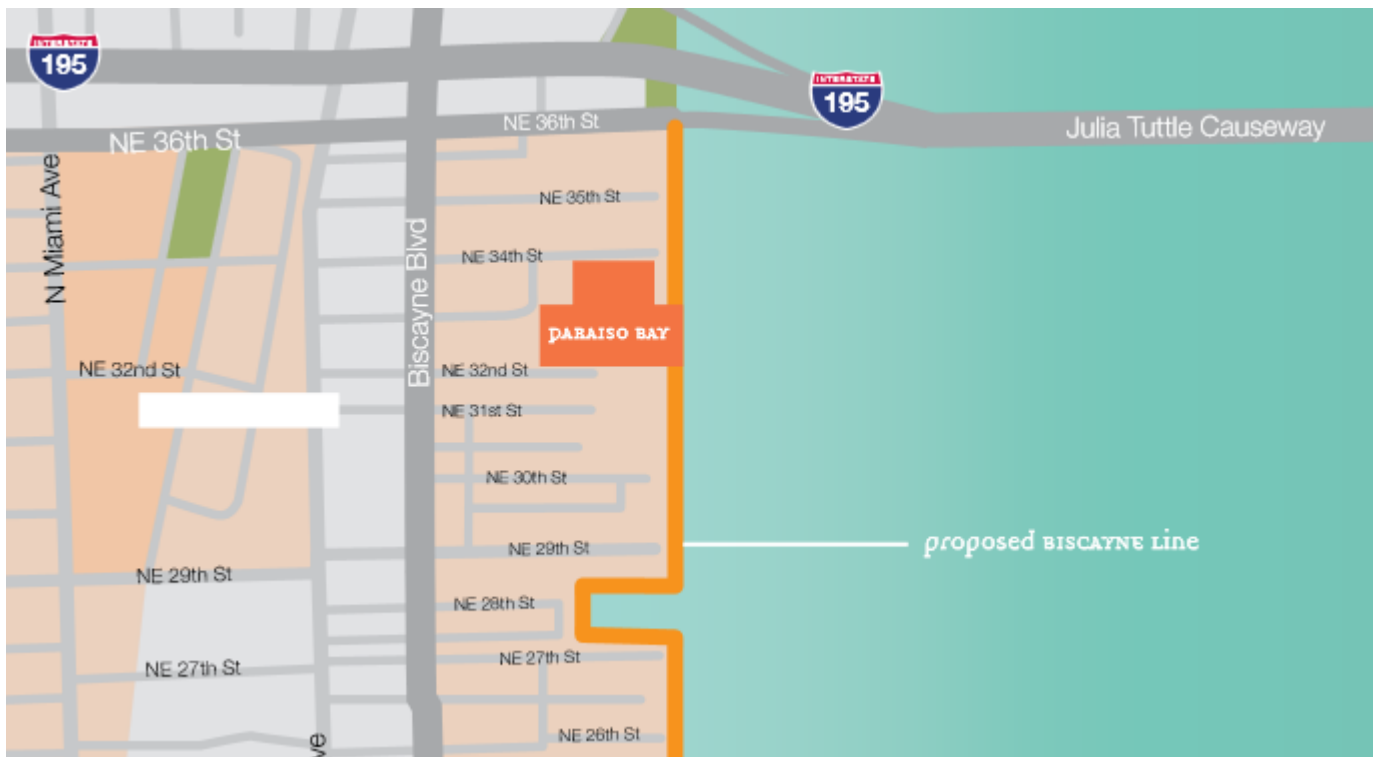 INTERSTATE
195
INTERSTATE
195
NE 36th St
NE 36th St
Julia Tuttle Causeway
N Miami Ave
NE 35th St
Biscayne Blvd
NE 34th St
PARAISO BAY
NE 32nd St
NE 32nd St
NE 31st St
NE 30th St
proposed BISCAYNE Line
NE 29th St
NE 29th St
NE 28th St
NE 27th St
NE 27th St
NE 26th St
ve